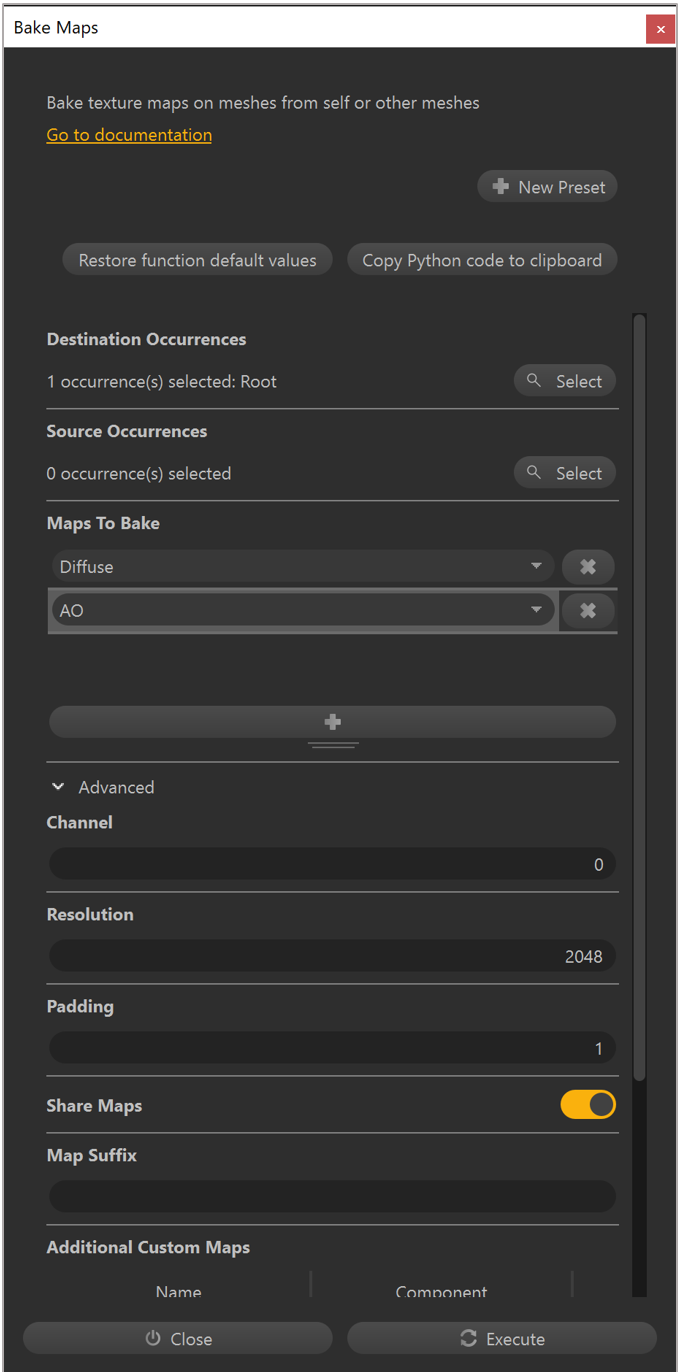 Bake Maps
Bake texture maps on meshes from self or other meshes
Go to documentation
New Preset
Restore function default values
Copy Python code to clipboard
Destination Occurrences
1 occurrence(s) selected: Root
Select
Source Occurrences
0 occurrence(s) selected
Select
Maps To Bake
Diffuse
AO
Advanced
Channel
0
Resolution
2048
Padding
1
Share Maps
Map Suffix
Additional Custom Maps
Name
Component
Close
Execute